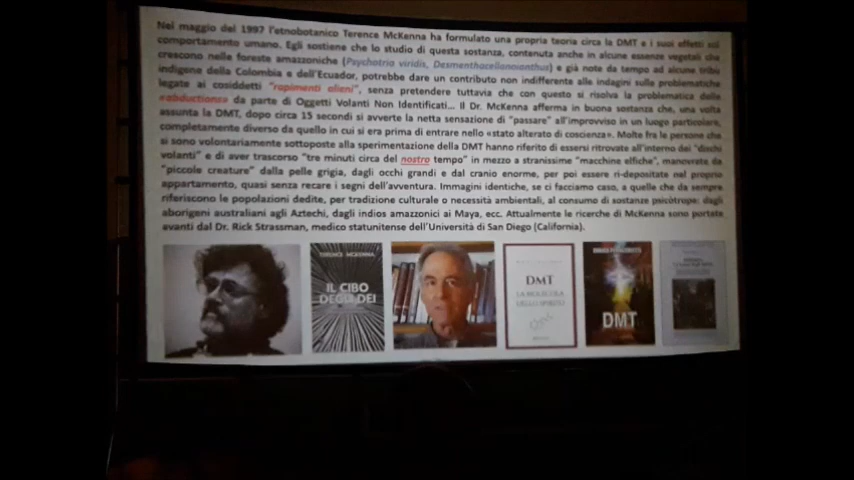 Nel maggio del 1997 l'etnobotanico Terence McKenna ha formulato una propria teoria circa la DMT e i suoi effetti sul
comportamento umano. Egli sostiene che lo studio di questa sostanza, contenuta anche in alcune essenze vegetali che
crescono nelle foreste amazzoniche (Psychotria viridis, Desmenthocellanoianthus) e già note da tempo ad alcune tribù
indigene della Colombia e dell'Ecuador, potrebbe dare un contributo non indifferente alle indagini sulle problematiche
legate ai cosiddetti "rapimenti alieni", senza pretendere tuttavia che con questo si risolva la problematica delle
«abductions» da parte di Oggetti Volanti Non Identificati... Il Dr. McKenna afferma in buona sostanza che, una volta
assunta la DMT, dopo circa 15 secondi si avverte la netta sensazione di "passare" all'improvviso in un luogo particolare,
completamente diverso da quello in cui si era prima di entrare nello «stato alterato di coscienza». Molte fra le persone che
si sono volontariamente sottoposte alla sperimentazione della DMT hanno riferito di essersi ritrovate all'interno dei "dischi
volanti" e di aver trascorso "tre minuti circa del nostro tempo" in mezzo a stranissime "macchine elfiche", manovrate da
"piccole creature" dalla pelle grigia, dagli occhi grandi e dal cranio enorme, per poi essere ri-depositate nel proprio
appartamento, quasi senza recare i segni dell'avventura. Immagini identiche, se ci facciamo caso, a quelle che da sempre
riferiscono le popolazioni dedite, per tradizione culturale o necessità ambientali, al consumo di sostanze psicotrope: dagli
aborigeni australiani agli Aztechi, dagli indios amazzonici ai Maya, ecc. Attualmente le ricerche di McKenna sono portate
avanti dal Dr. Rick Strassman, medico statunitense dell'Università di San Diego (California).
TERENCE MCKENNA
IL CIBO
DEGLI DEI
DMT
LA MOLECOLA
DELLO SPIRITO
DMT